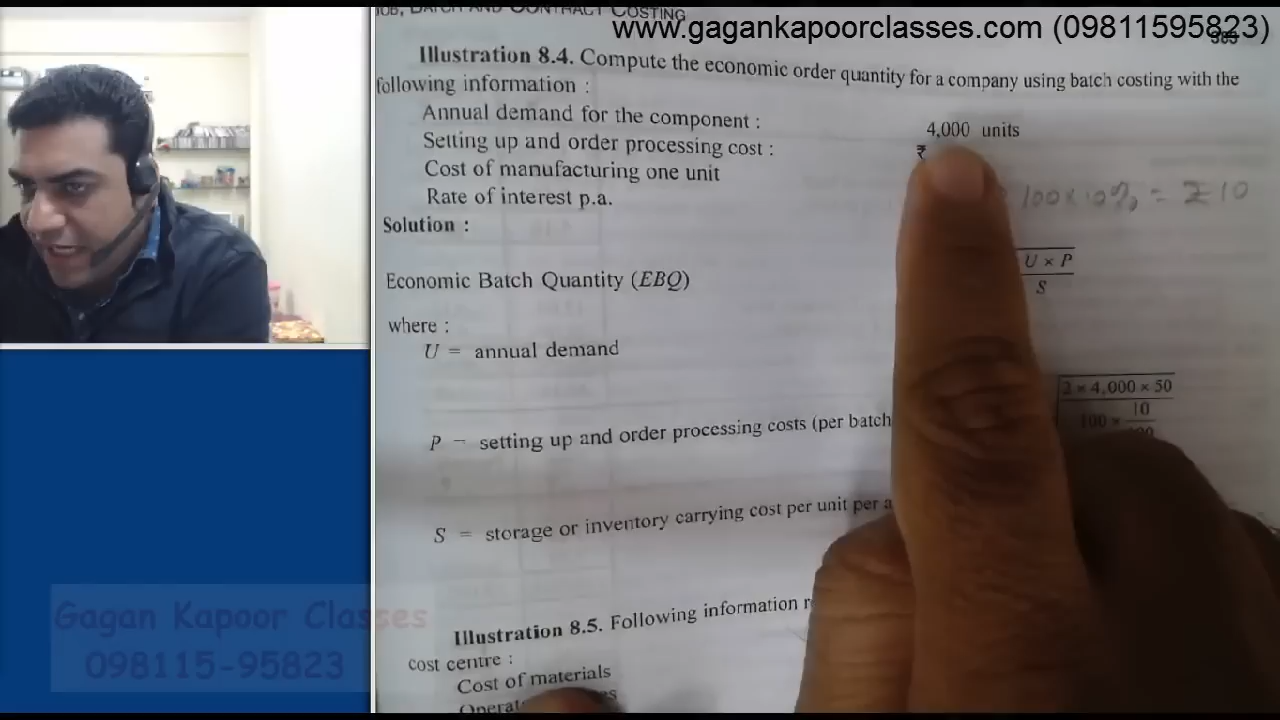 JOB, BATCH AND CONTRACT COSTING
www.gagankapoorclasses.com (09811595823)
Illustration 8.4. Compute the economic order quantity for a company using batch costing with the
following information :
Annual demand for the component : 4,000 units
Setting up and order processing cost : ₹
Cost of manufacturing one unit
Rate of interest p.a. 100 × 10% = ₹10
Solution :
Economic Batch Quantity (EBQ) U × P
S
where :
U = annual demand
2 × 4,000 × 50
100 × 10
P = setting up and order processing costs (per batch
S = storage or inventory carrying cost per unit per a
Illustration 8.5. Following information
cost centre :
Cost of materials
Gagan Kapoor Classes
098115-95823